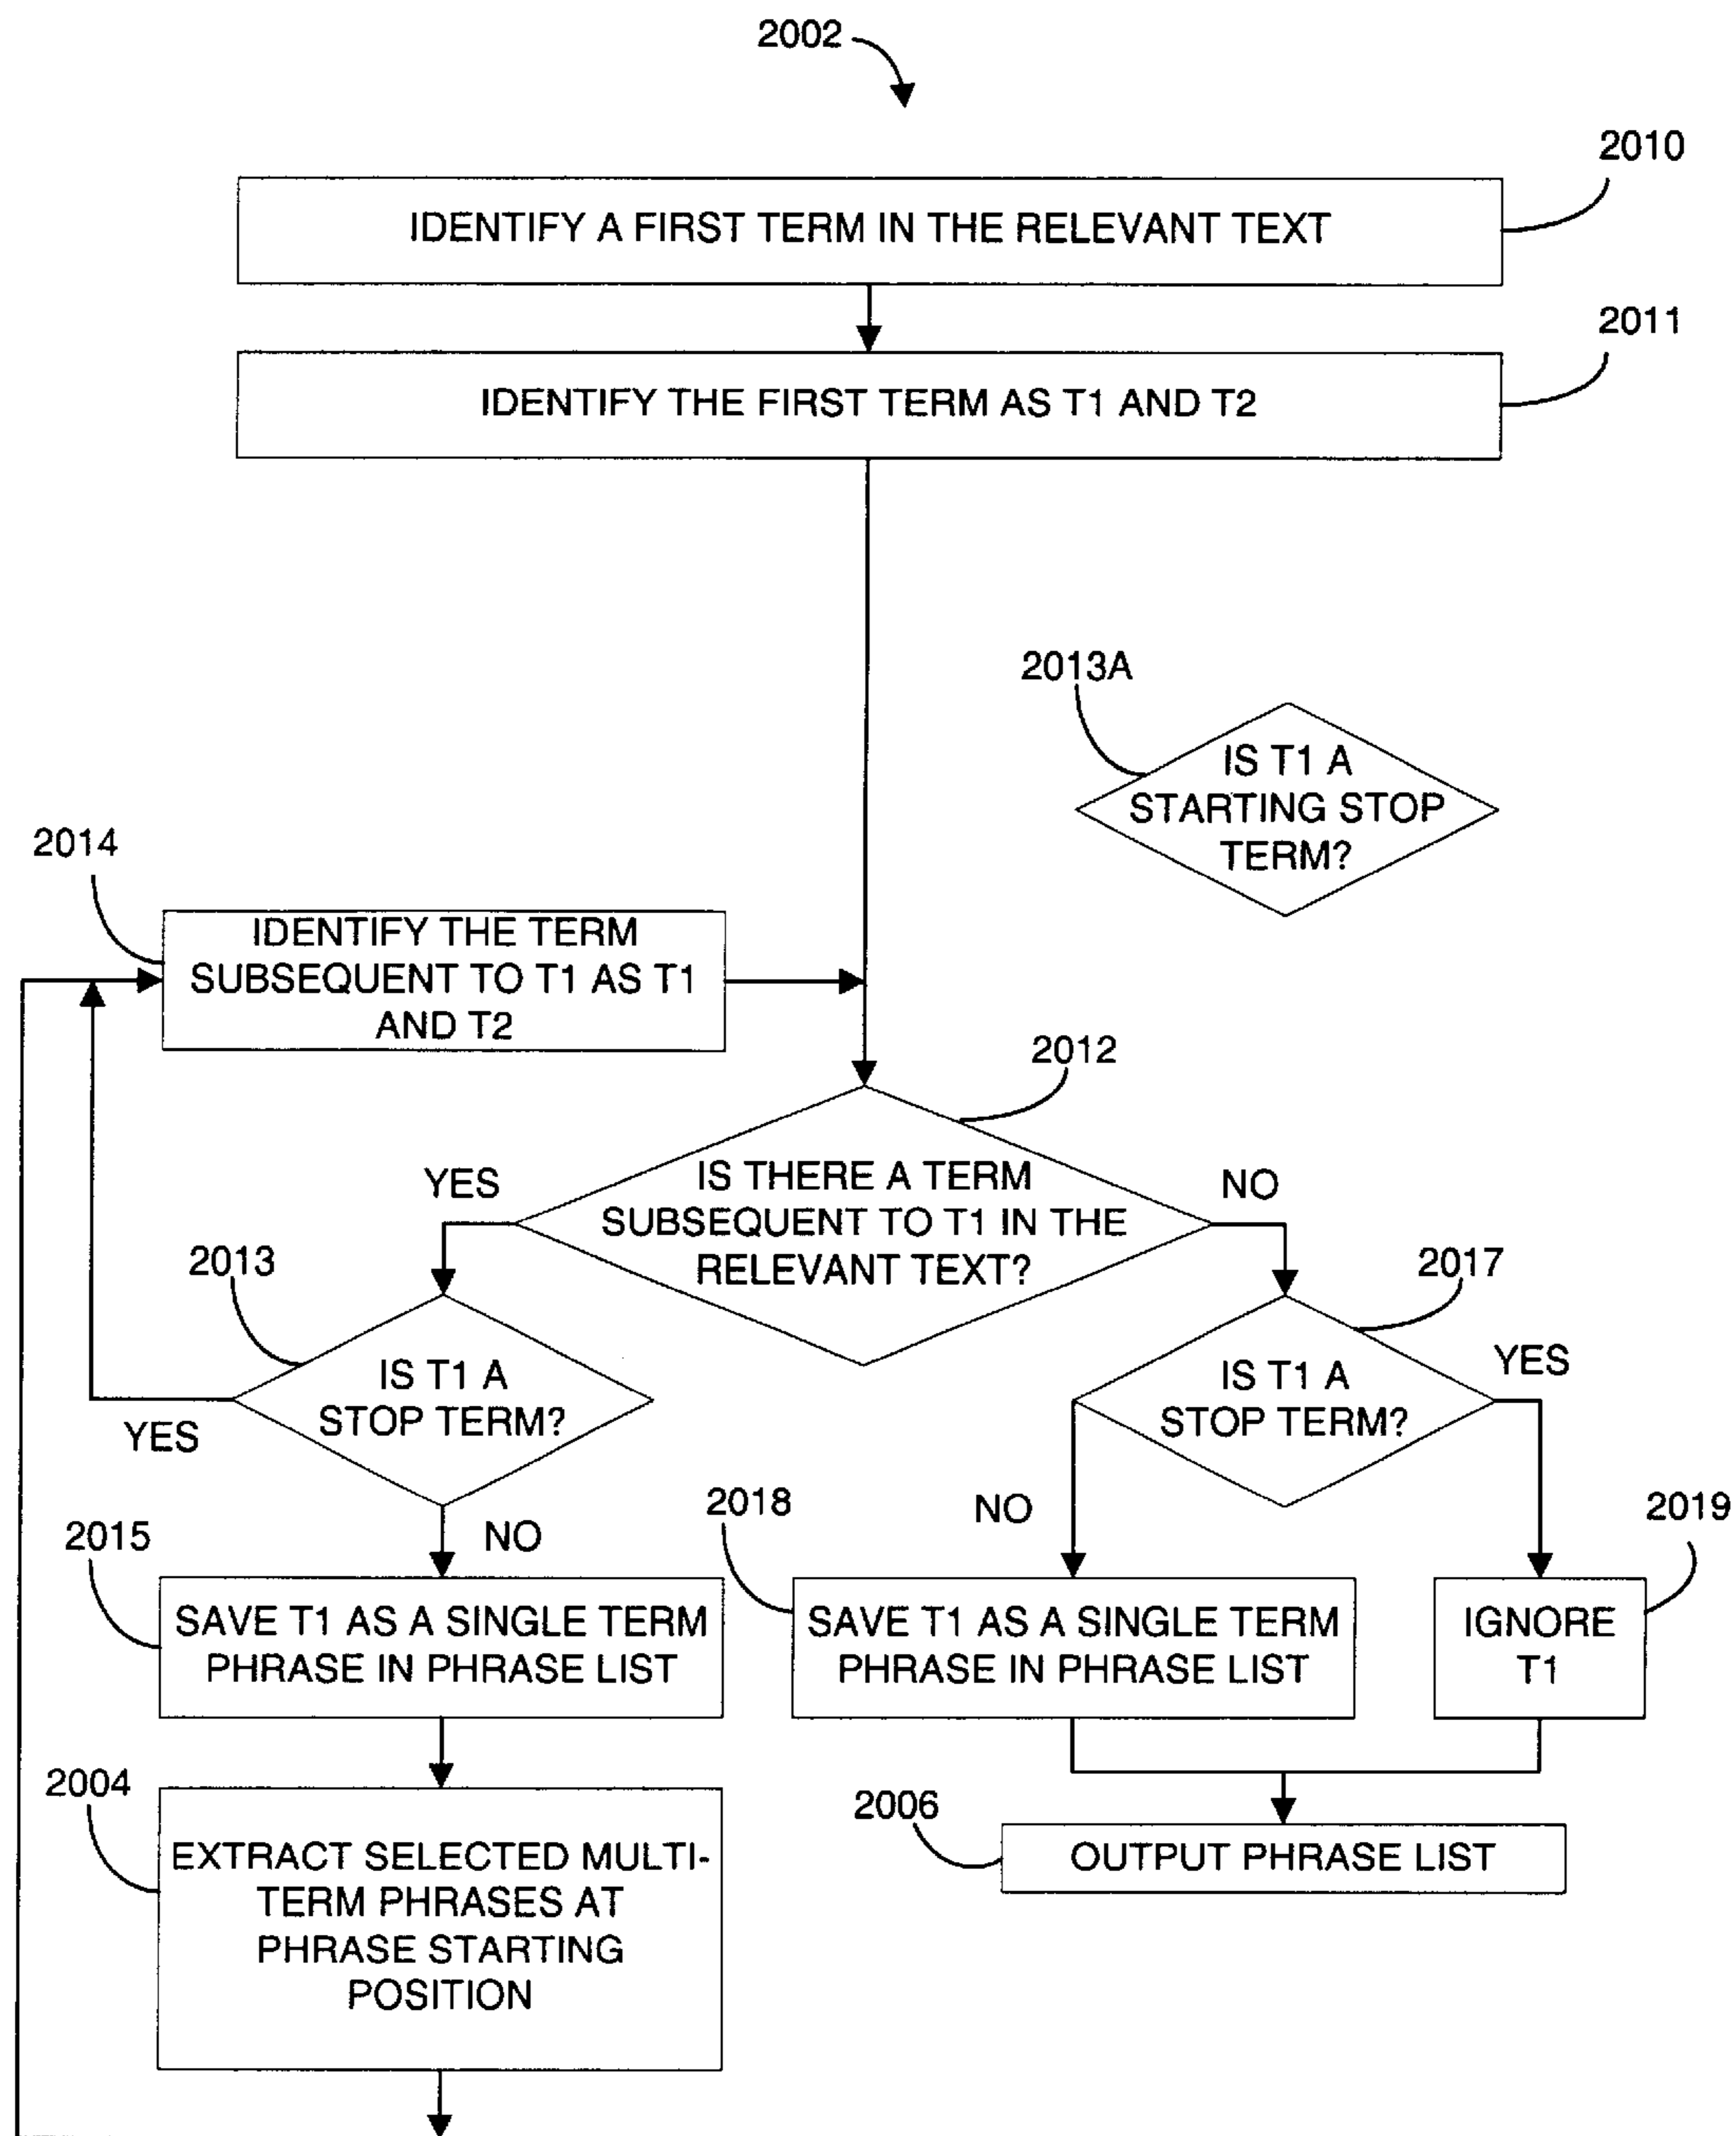 2002
2010
IDENTIFY A FIRST TERM IN THE RELEVANT TEXT
2011
IDENTIFY THE FIRST TERM AS T1 AND T2
2013A
IS T1 A
STARTING STOP
TERM?
2014
IDENTIFY THE TERM
SUBSEQUENT TO T1 AS T1
AND T2
2012
IS THERE A TERM
SUBSEQUENT TO T1 IN THE
RELEVANT TEXT?
YES
NO
2013
IS T1 A
STOP TERM?
YES
NO
2017
IS T1 A
STOP TERM?
YES
NO
2015
SAVE T1 AS A SINGLE TERM
PHRASE IN PHRASE LIST
2018
SAVE T1 AS A SINGLE TERM
PHRASE IN PHRASE LIST
2019
IGNORE
T1
2004
EXTRACT SELECTED MULTI-
TERM PHRASES AT
PHRASE STARTING
POSITION
2006
OUTPUT PHRASE LIST